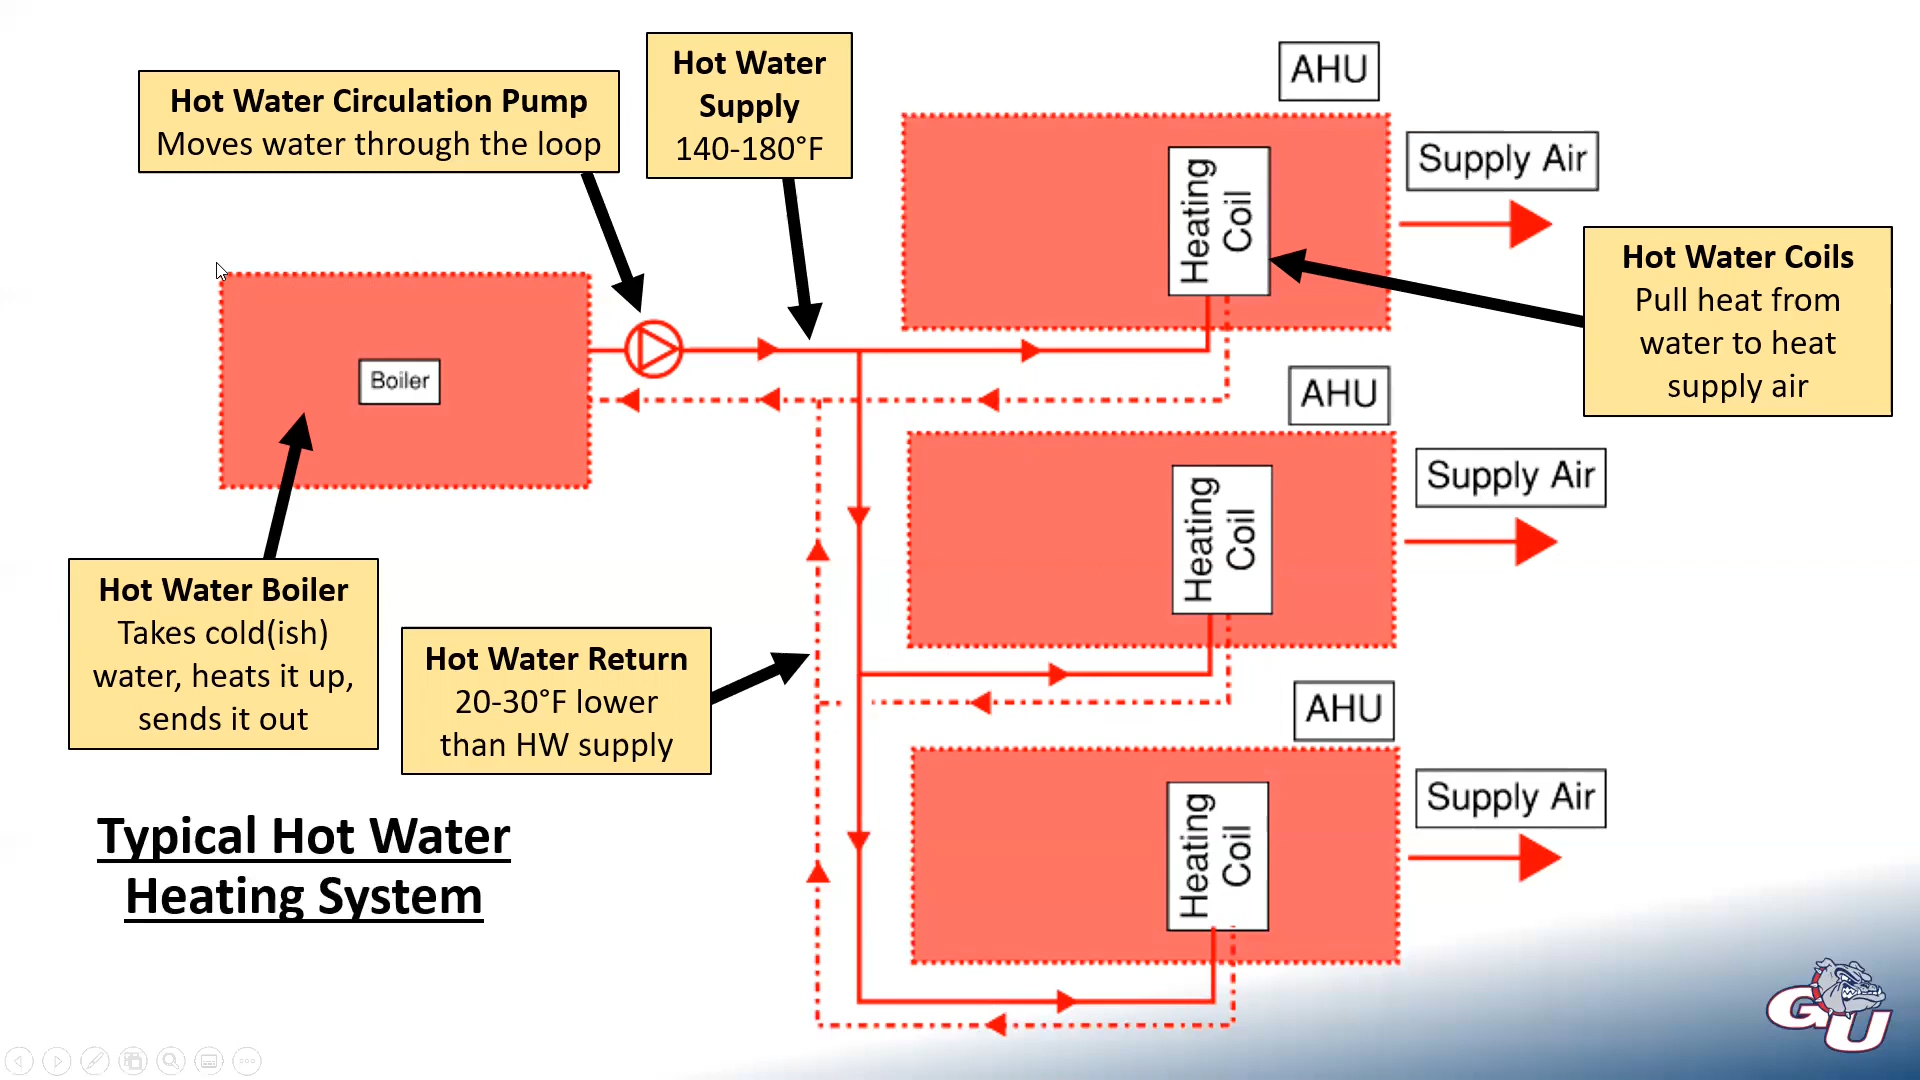 Hot Water Circulation Pump
Moves water through the loop
Hot Water
Supply
140-180°F
AHU
Supply Air
Heating
Coil
Hot Water Coils
Pull heat from
water to heat
supply air
Boiler
AHU
Supply Air
Heating
Coil
Hot Water Boiler
Takes cold(ish)
water, heats it up,
sends it out
Hot Water Return
20-30°F lower
than HW supply
AHU
Supply Air
Heating
Coil
Typical Hot Water
Heating System
GU